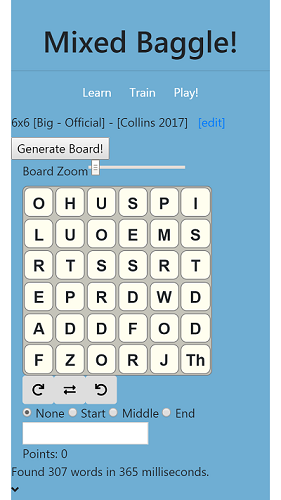 Mixed Baggle!
Learn Train Play!
6x6 [Big - Official] - [Collins 2017] [edit]
Generate Board!
Board Zoom
O H U S P I
L U O E M S
R T S S R T
E P R D W D
A D D F O D
F Z O R J Th
None Start Middle End
Points: 0
Found 307 words in 365 milliseconds.